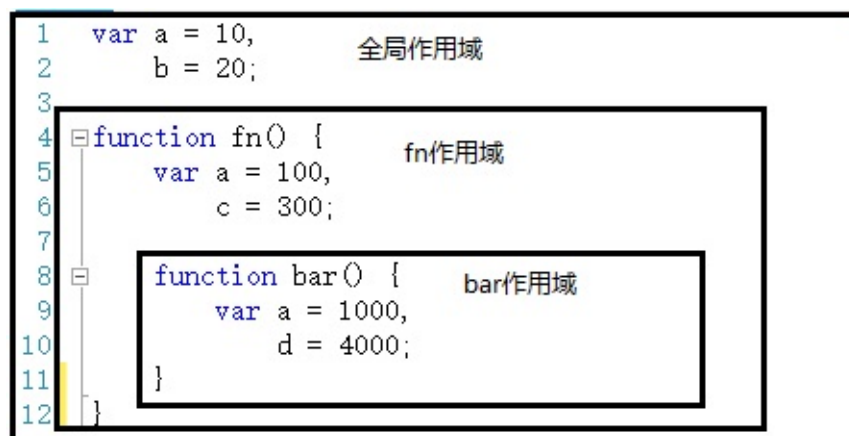 1 var a = 10, 全局作用域
2 b = 20;
3
4 function fn() { fn作用域
5 var a = 100,
6 c = 300;
7
8 function bar() { bar作用域
9 var a = 1000,
10 d = 4000;
11 }
12 }